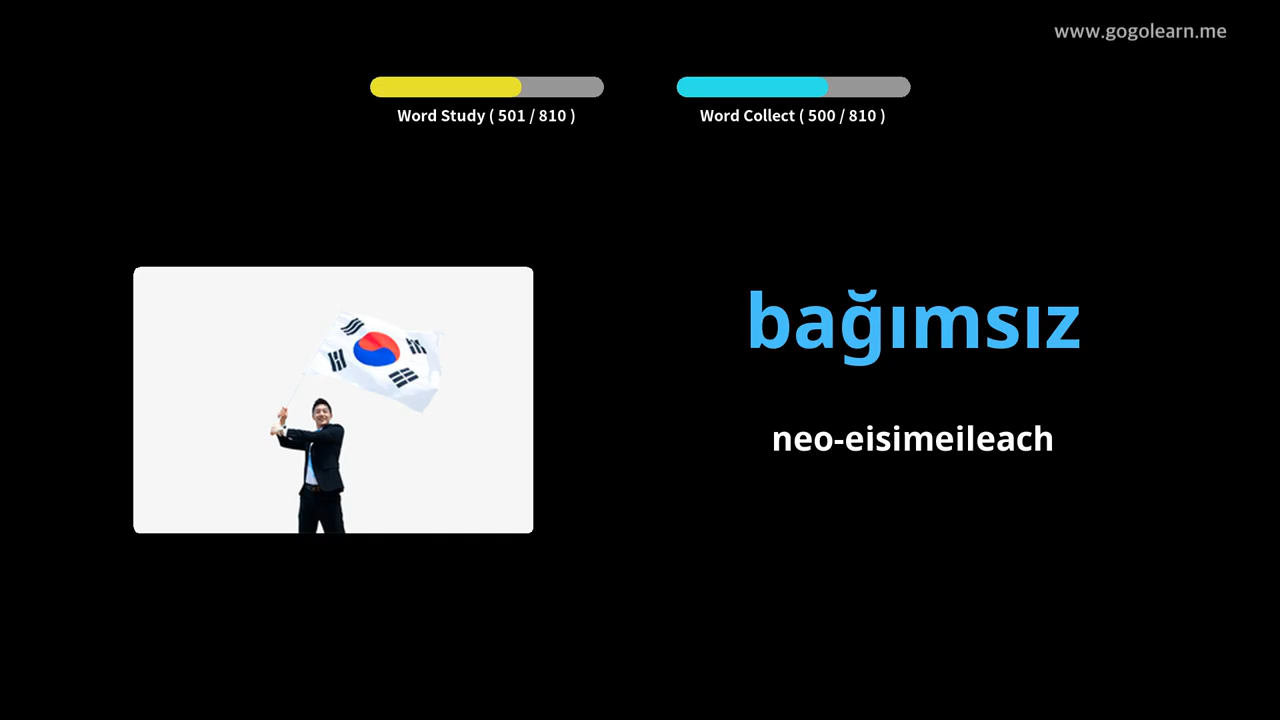 www.gogolearn.me
Word Study ( 501 / 810 )
Word Collect ( 500 / 810 )
bağımsız
neo-eisimeileach